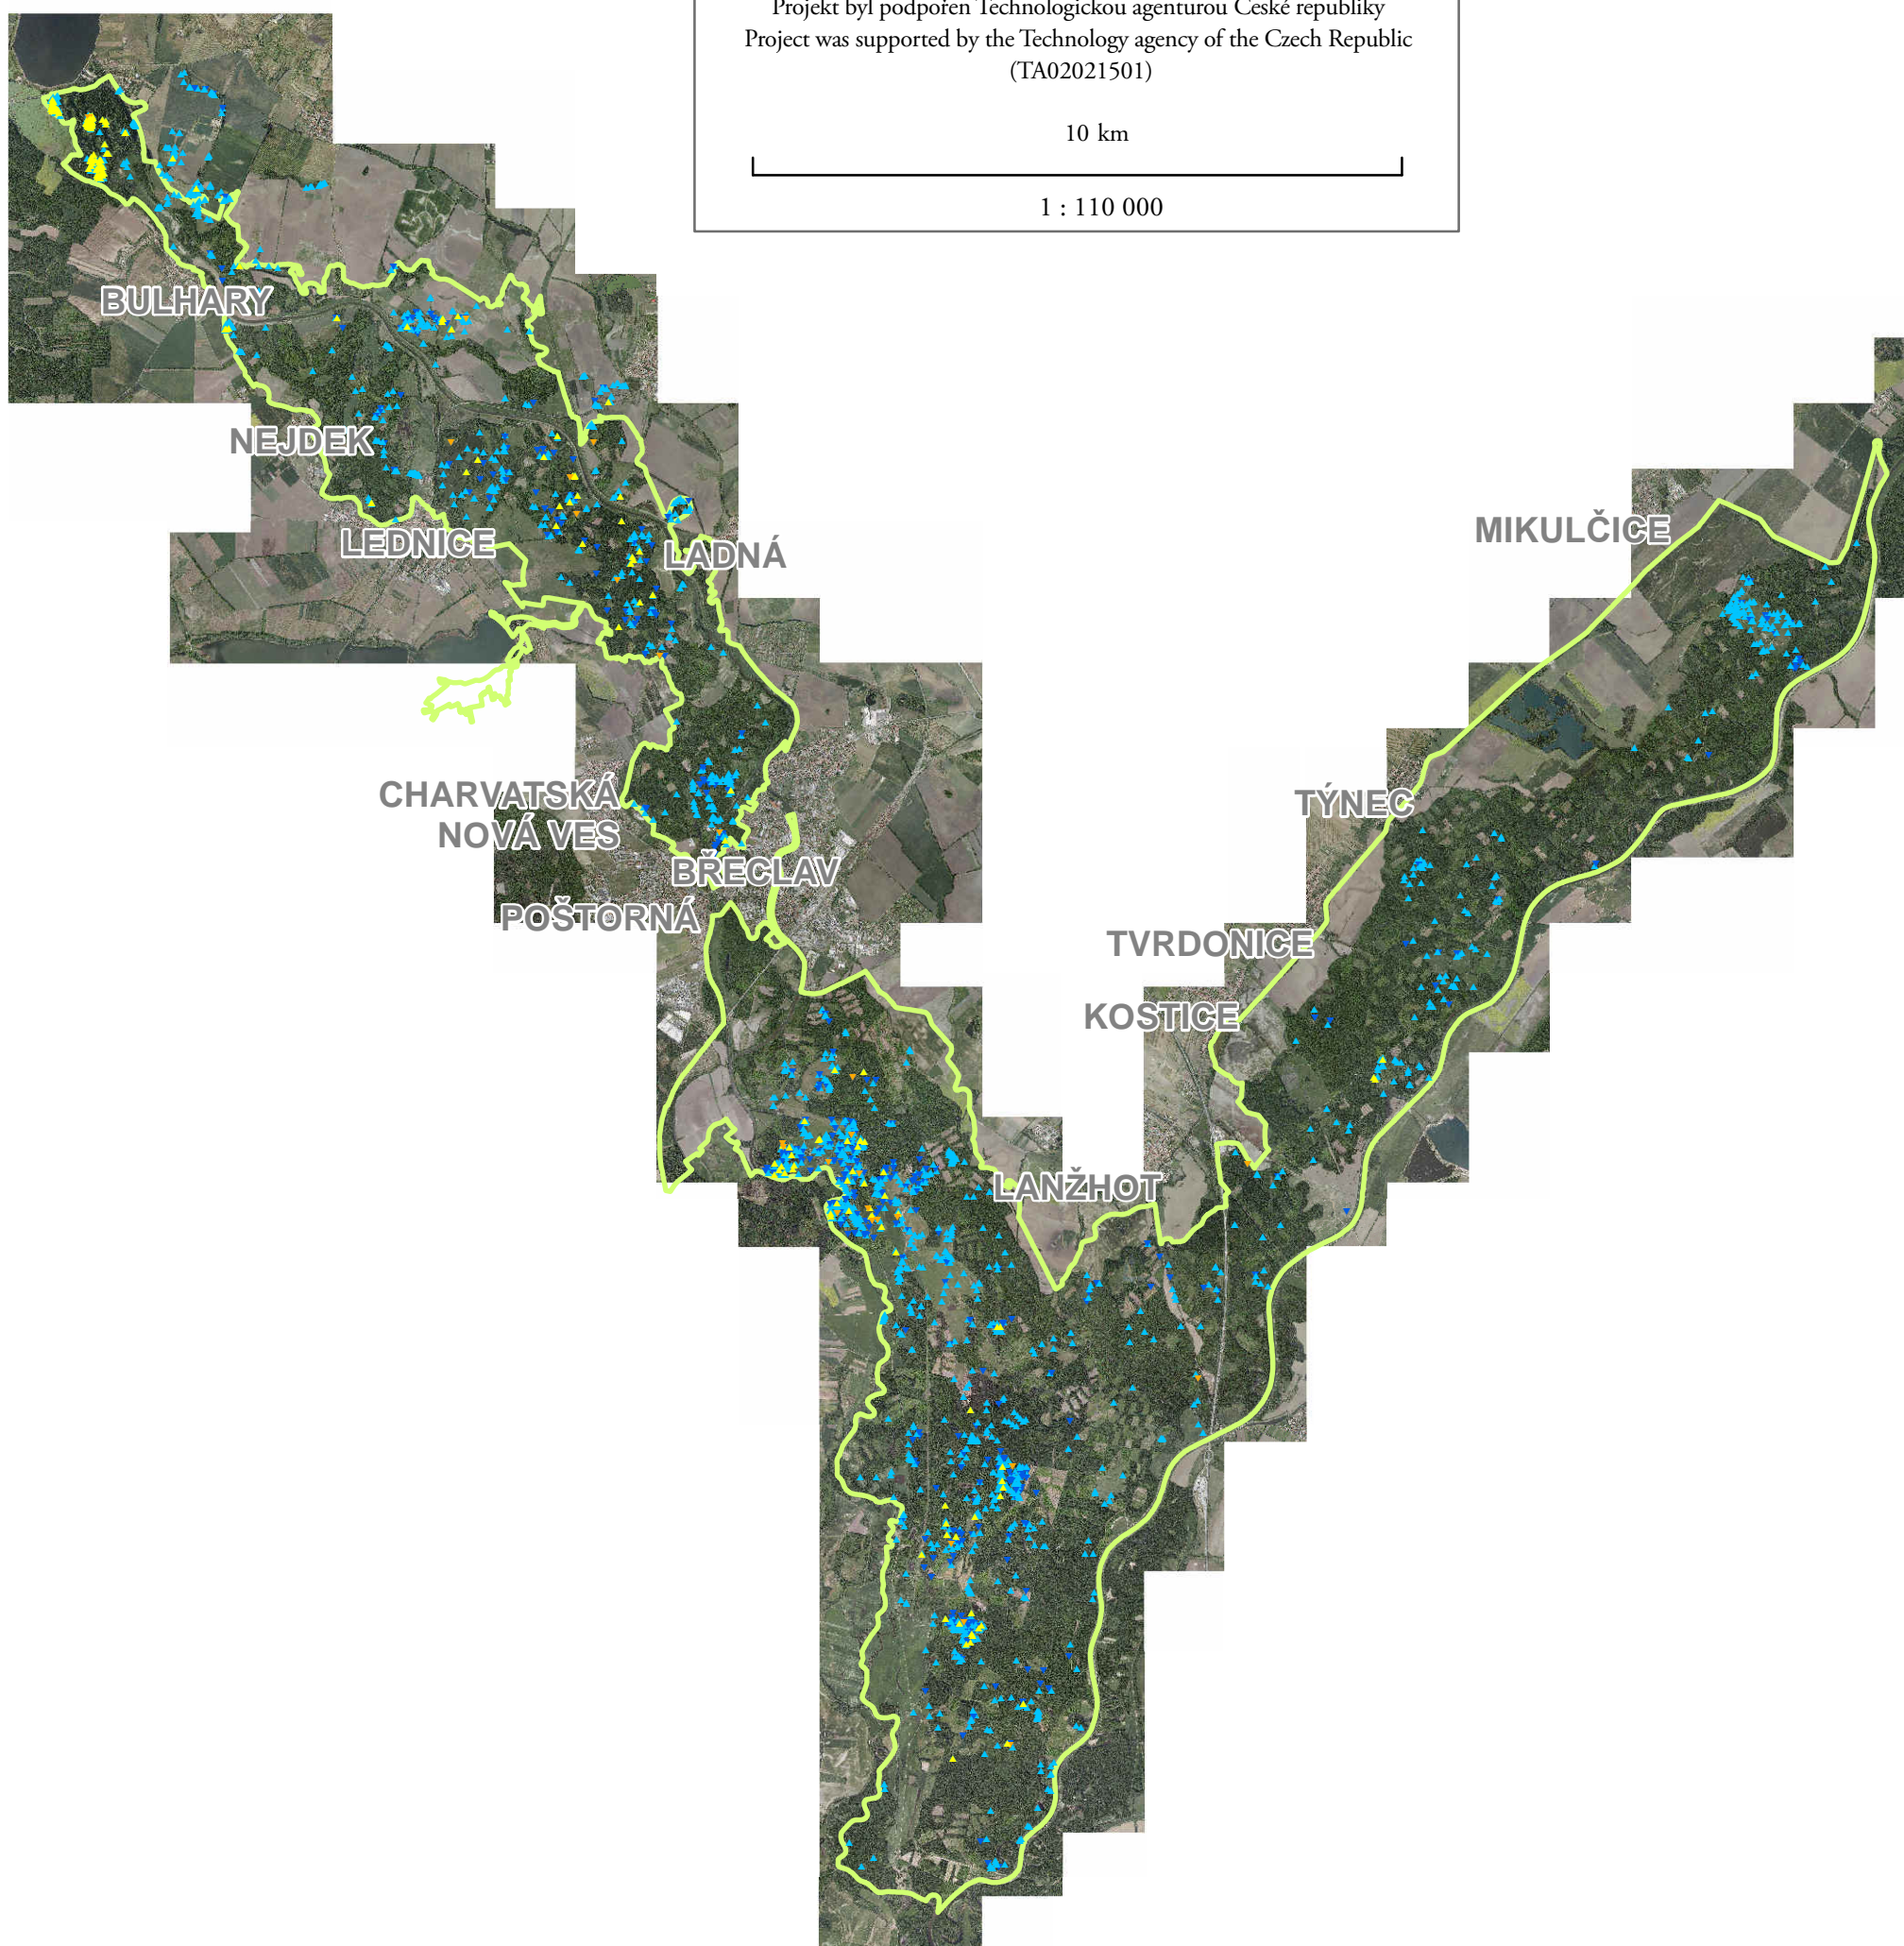 Projekt byl podpořen Technologickou agenturou České republiky
Project was supported by the Technology agency of the Czech Republic
(TA02021501)
10 km
1 : 110 000
BULHARY
NEJDEK
LEDNICE
LADNÁ
MIKULČICE
CHARVATSKÁ
NOVÁ VES
TÝNEC
BŘECLAV
POŠTORNÁ
TVRDONICE
KOSTICE
LANŽHOT